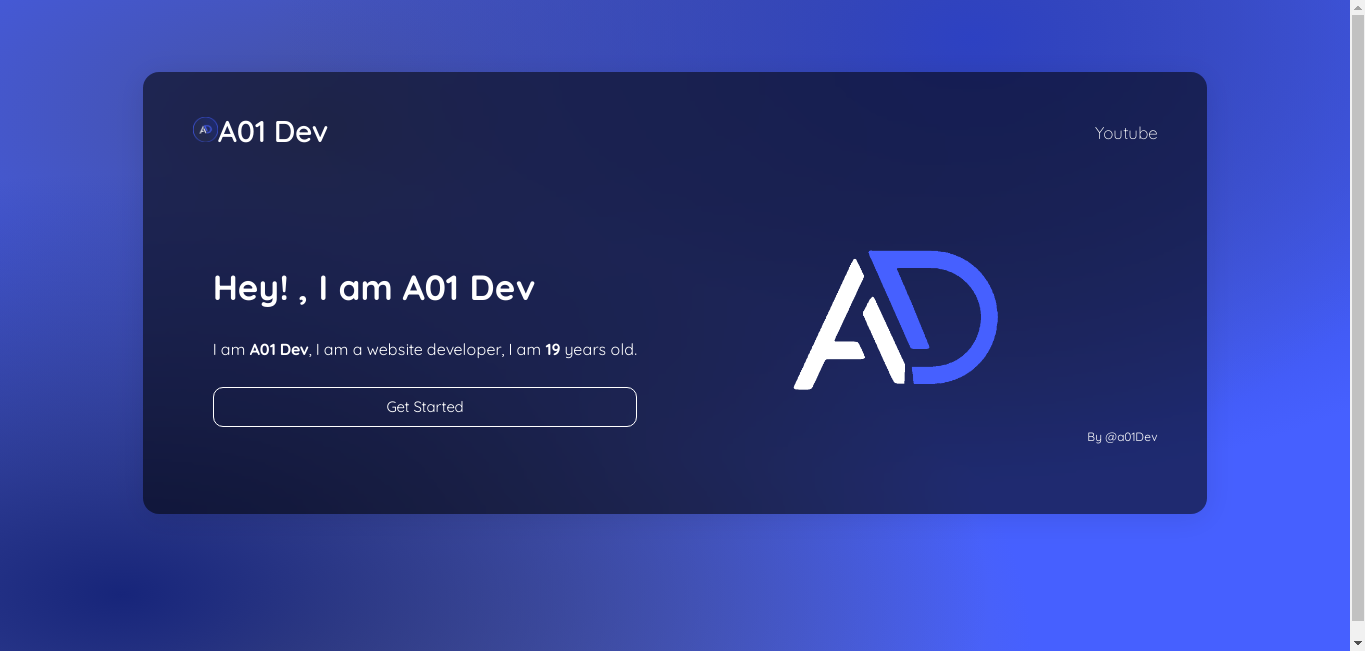 A01 Dev
Youtube
Hey! , I am A01 Dev
I am A01 Dev, I am a website developer, I am 19 years old.
Get Started
AD
By @a01Dev